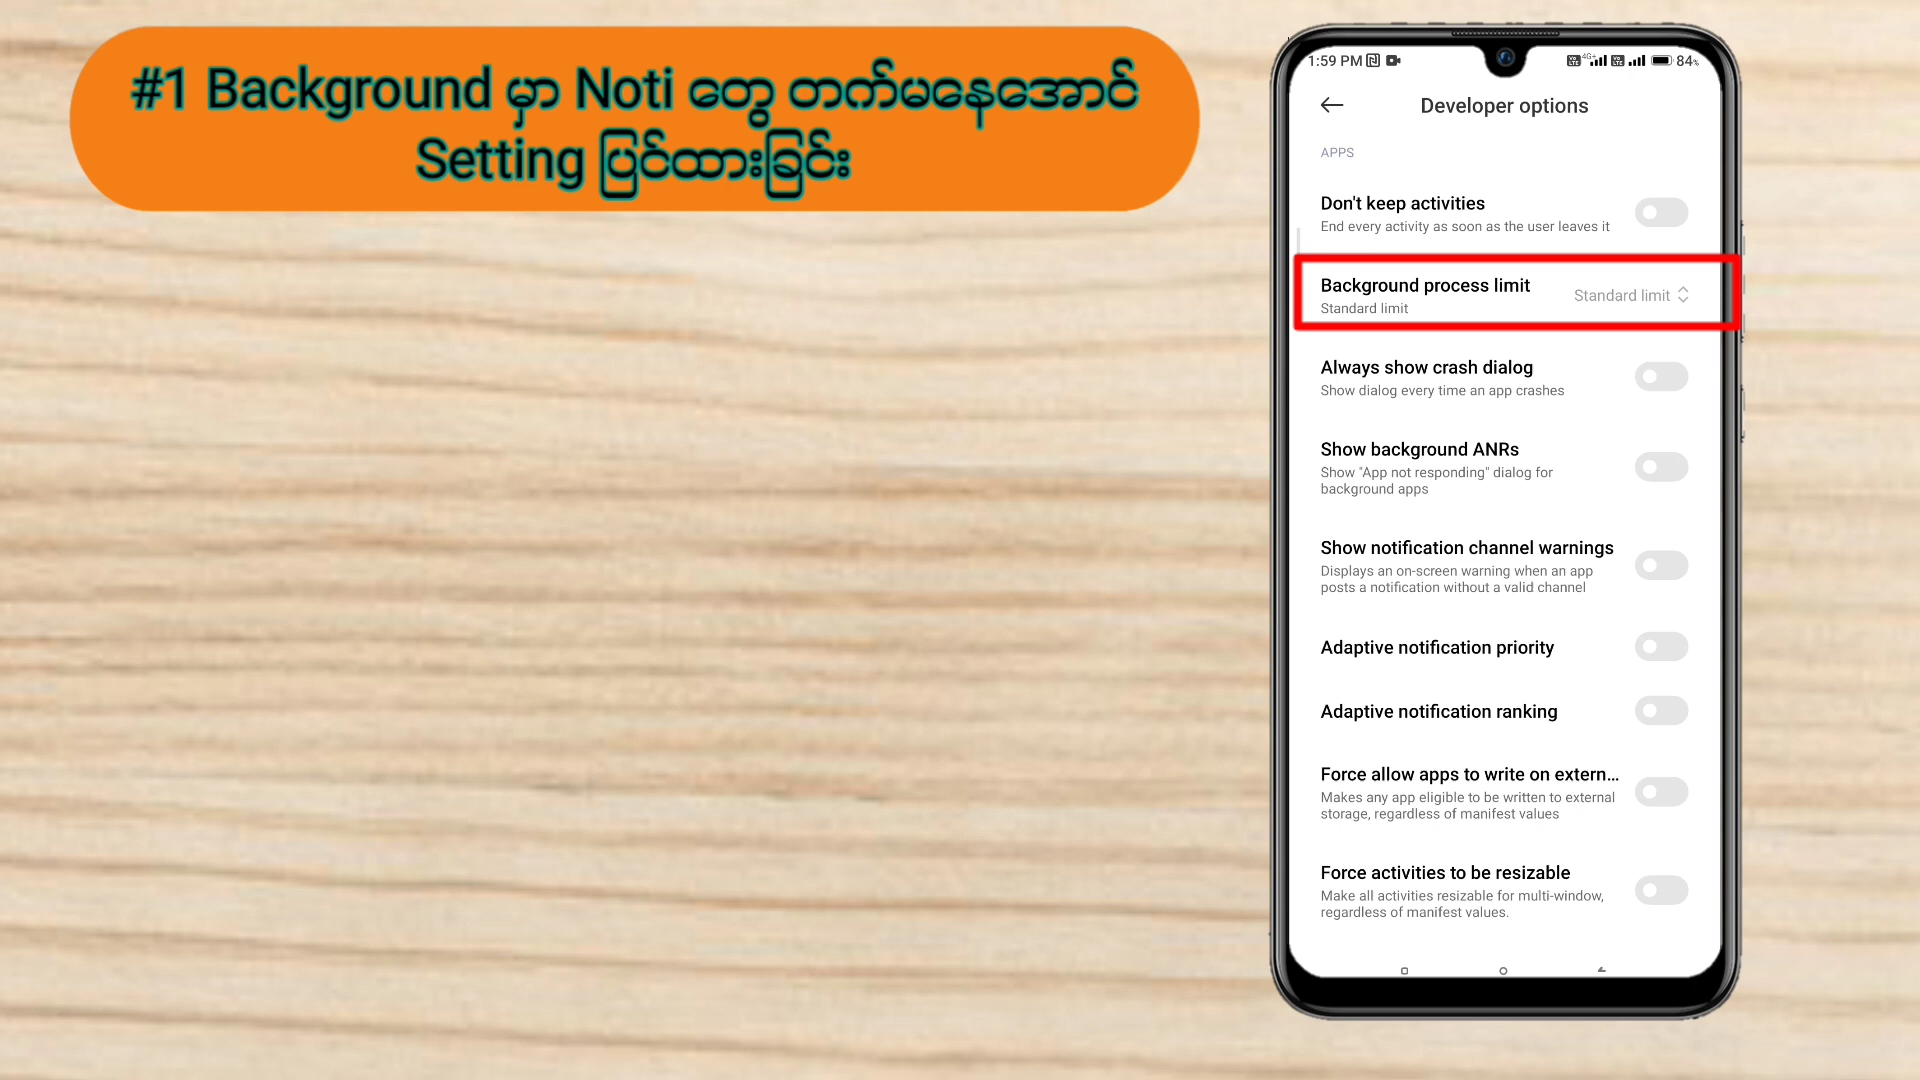 #1 Background မှာ Noti တွေ တက်မနေအောင်
Setting ပြင်ထားခြင်း
1:59 PM
4G+
84%
Developer options
APPS
Don't keep activities
End every activity as soon as the user leaves it
Background process limit
Standard limit
Standard limit
Always show crash dialog
Show dialog every time an app crashes
Show background ANRs
Show "App not responding" dialog for
background apps
Show notification channel warnings
Displays an on-screen warning when an app
posts a notification without a valid channel
Adaptive notification priority
Adaptive notification ranking
Force allow apps to write on extern...
Makes any app eligible to be written to external
storage, regardless of manifest values
Force activities to be resizable
Make all activities resizable for multi-window,
regardless of manifest values.